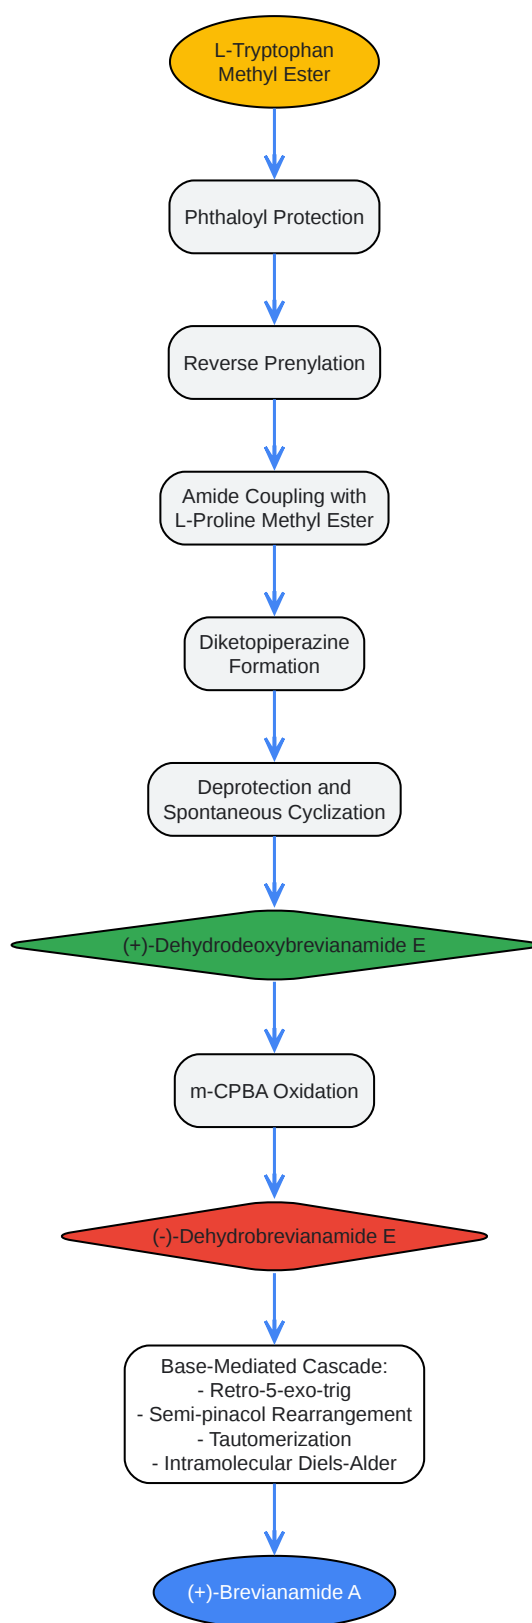 L-Tryptophan
Methyl Ester
Phthaloyl Protection
Reverse Prenylation
Amide Coupling with
L-Proline Methyl Ester
Diketopiperazine
Formation
Deprotection and
Spontaneous Cyclization
(+)-Dehydrodeoxybrevianamide E
m-CPBA Oxidation
(-)-Dehydrobrevianamide E
Base-Mediated Cascade:
- Retro-5-exo-trig
- Semi-pinacol Rearrangement
- Tautomerization
- Intramolecular Diels-Alder
(+)-Brevianamide A